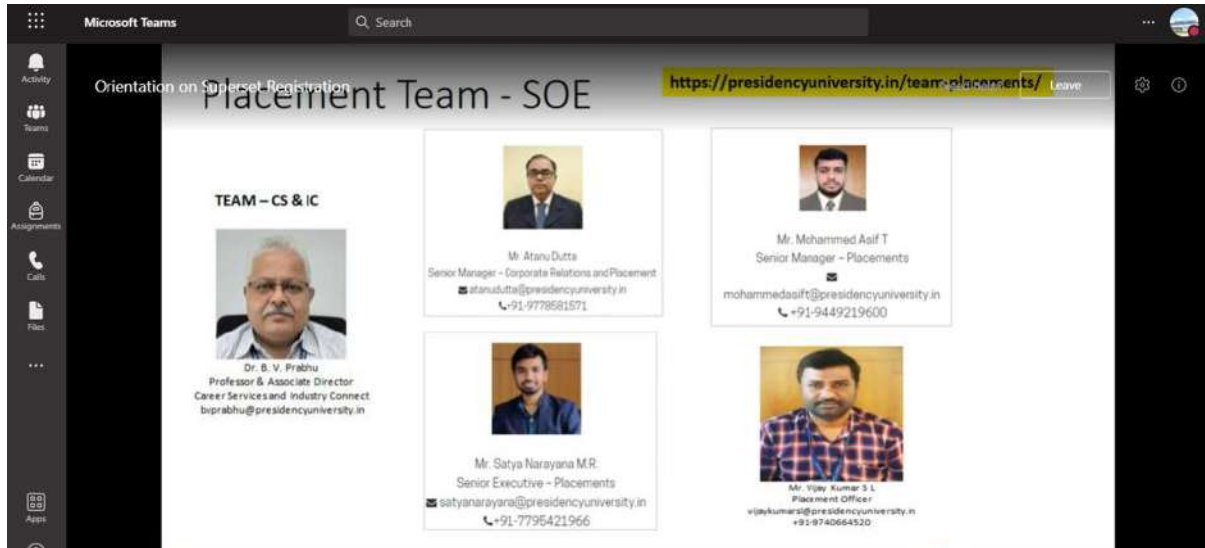 Microsoft Teams
Search
Activity
Teams
Calendar
Assignments
Calls
Files
Apps
Orientation on Superset Registration
Placement Team - SOE
https://presidencyuniversity.in/team-placements/
Leave
TEAM – CS & IC
Dr. B. V. Prabhu
Professor & Associate Director
Career Services and Industry Connect
bvprabhu@presidencyuniversity.in
Mr. Atanu Dutta
Senior Manager – Corporate Relations and Placement
atanudutta@presidencyuniversity.in
+91-9778581571
Mr. Mohammed Asif T
Senior Manager – Placements
mohammedasift@presidencyuniversity.in
+91-9449219600
Mr. Satya Narayana M.R.
Senior Executive – Placements
satyanarayana@presidencyuniversity.in
+91-7795421966
Mr. Vijay Kumar S L
Placement Officer
vijaykumarsl@presidencyuniversity.in
+91-9740664520